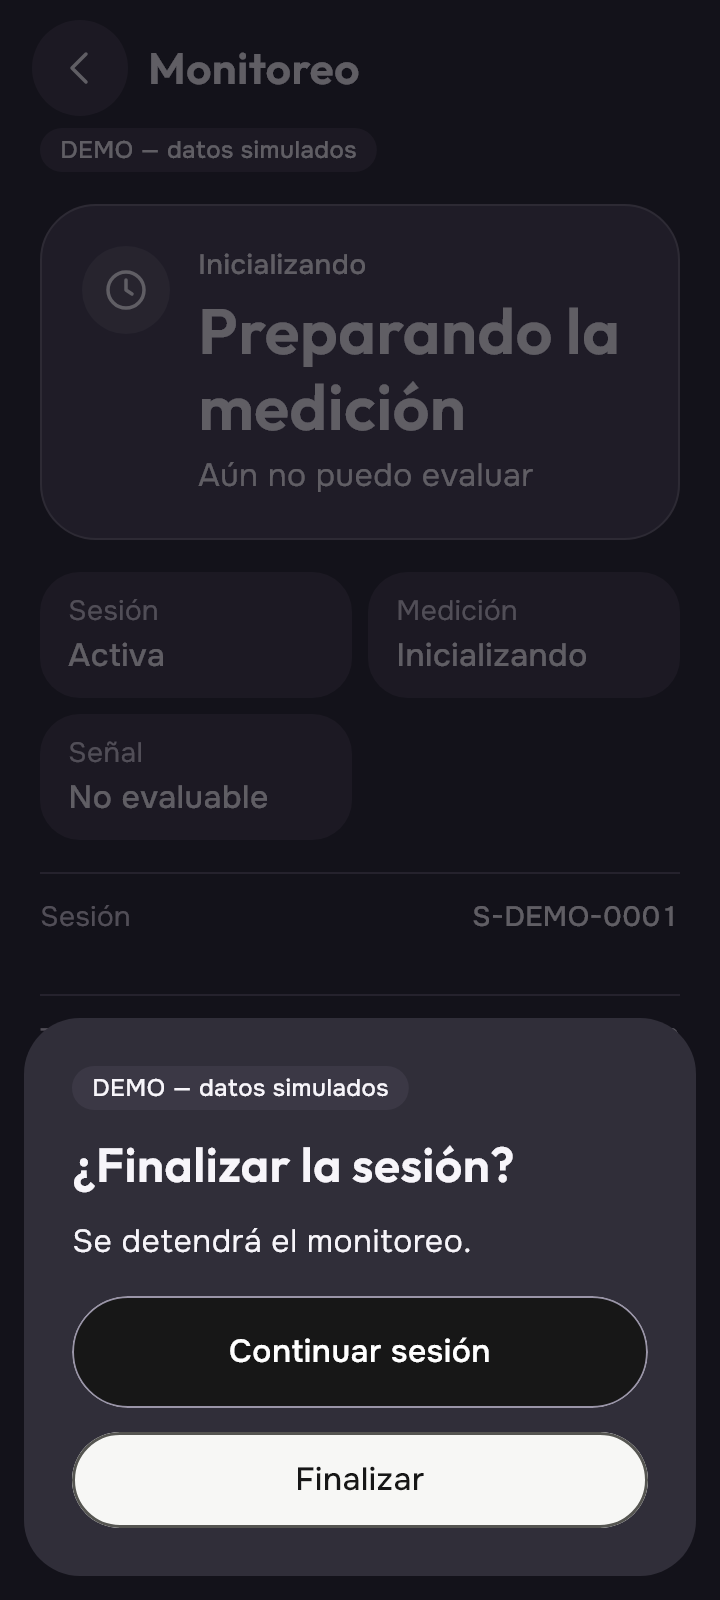 Monitoreo
DEMO — datos simulados
Inicializando
Preparando la
medición
Aún no puedo evaluar
Sesión
Activa
Medición
Inicializando
Señal
No evaluable
Sesión
S-DEMO-0001
DEMO — datos simulados
¿Finalizar la sesión?
Se detendrá el monitoreo.
Continuar sesión
Finalizar